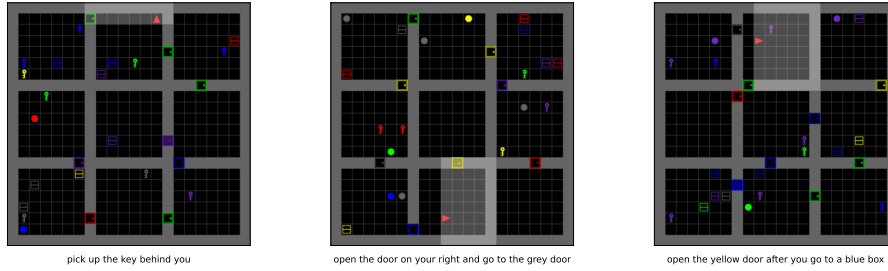 pick up the key behind you
open the door on your right and go to the grey door
open the yellow door after you go to a blue box